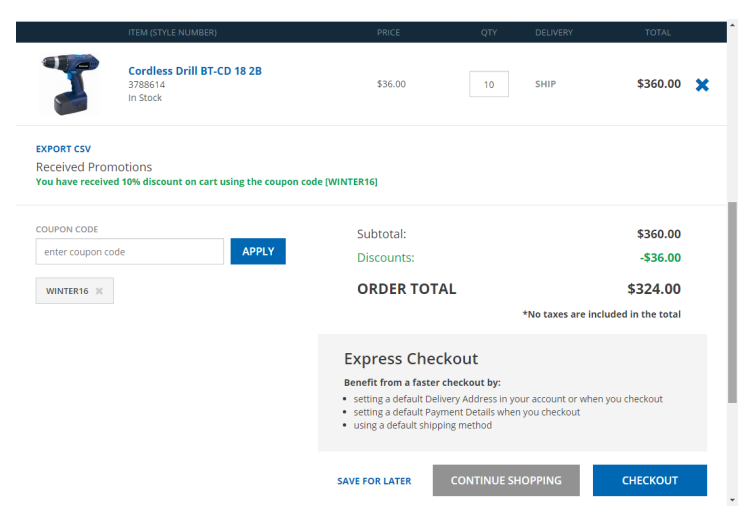 ITEM (STYLE NUMBER) PRICE QTY DELIVERY TOTAL
Cordless Drill BT-CD 18 2B
3788614
In Stock
$36.00 10 SHIP $360.00
EXPORT CSV
Received Promotions
You have received 10% discount on cart using the coupon code [WINTER16]
COUPON CODE
enter coupon code APPLY
WINTER16
Subtotal: $360.00
Discounts: -$36.00
ORDER TOTAL $324.00
*No taxes are included in the total
Express Checkout
Benefit from a faster checkout by:
• setting a default Delivery Address in your account or when you checkout
• setting a default Payment Details when you checkout
• using a default shipping method
SAVE FOR LATER CONTINUE SHOPPING CHECKOUT